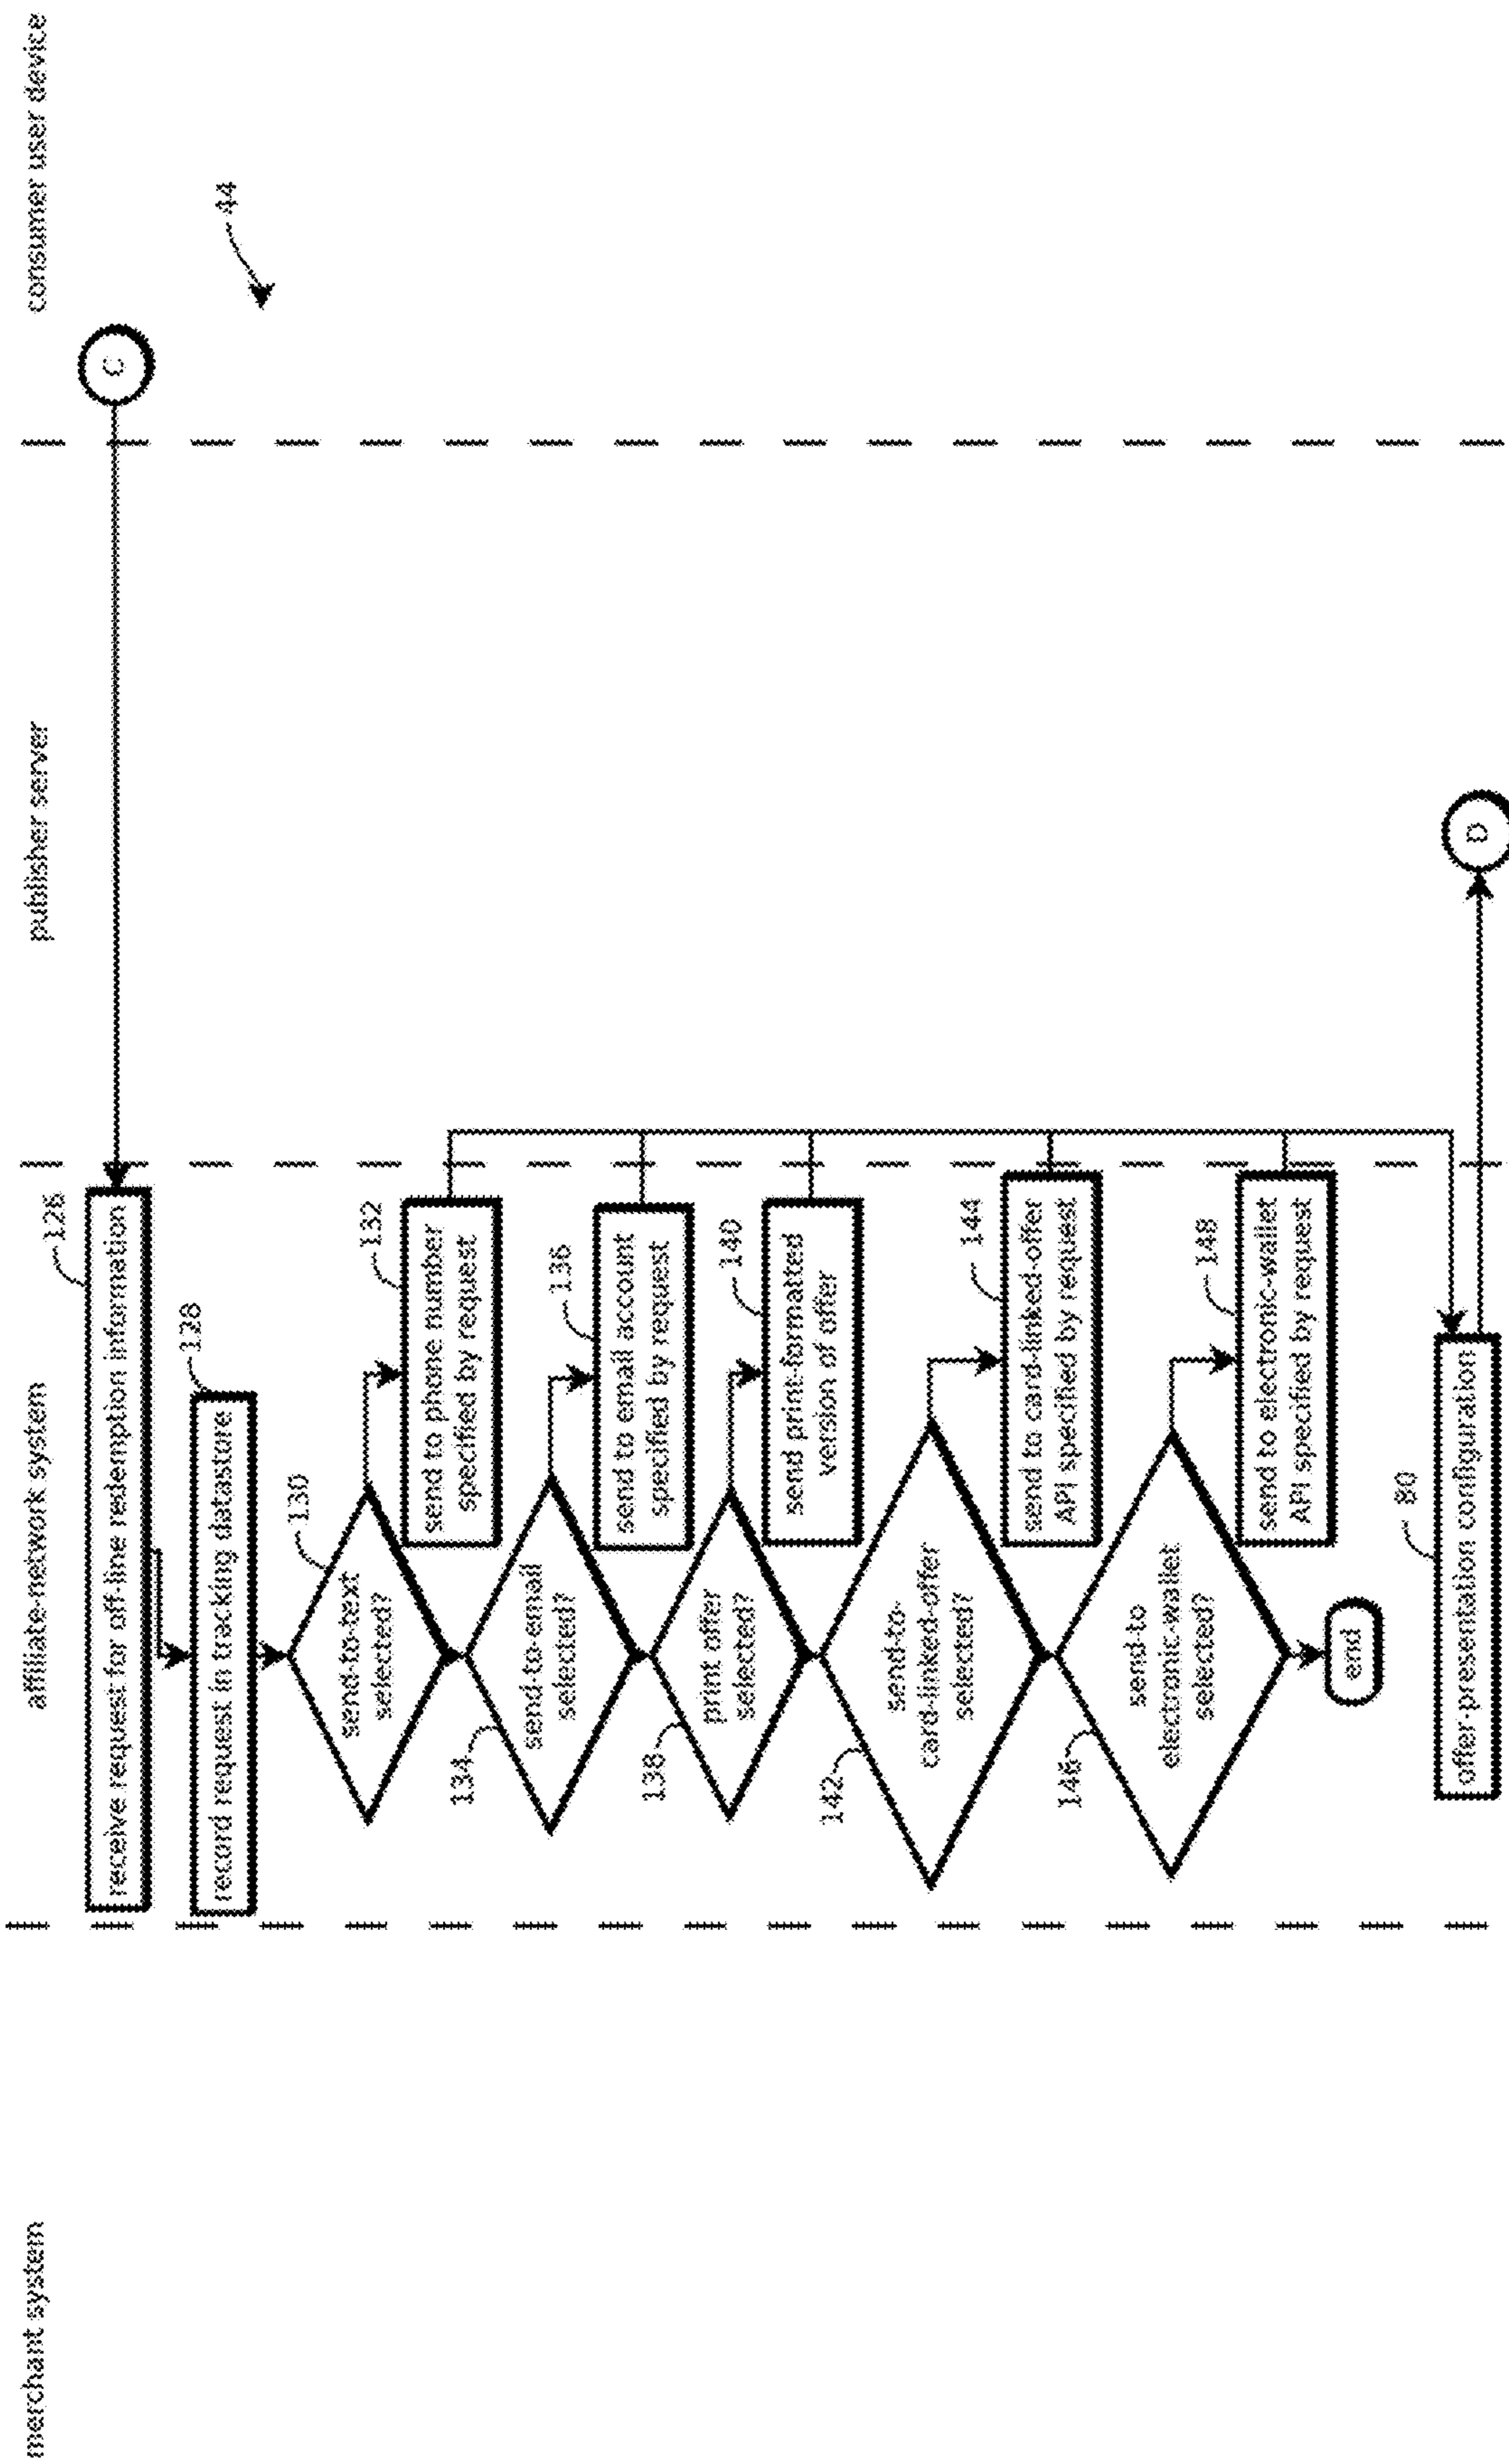 merchant system
affiliate-network system
publisher server
consumer user device
C
44
126
receive request for off-line redemption information
128
record request in tracking datastore
130
send-to-text
selected?
132
send to phone number
specified by request
134
send-to-email
selected?
136
send to email account
specified by request
138
print offer
selected?
140
send print-formatted
version of offer
142
send-to-
card-linked-offer
selected?
144
send to card-linked-offer
API specified by request
146
send-to
electronic-wallet
selected?
148
send to electronic-wallet
API specified by request
end
80
offer-presentation configuration
D